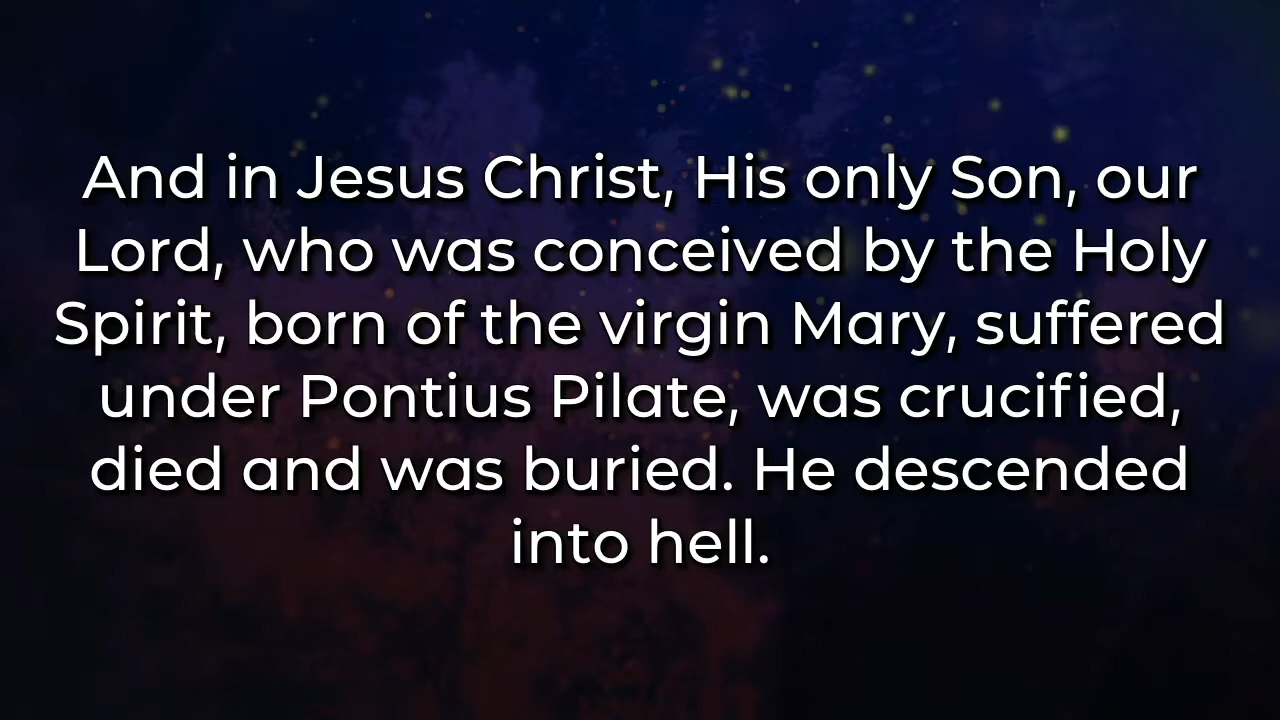 And in Jesus Christ, His only Son, our
Lord, who was conceived by the Holy
Spirit, born of the virgin Mary, suffered
under Pontius Pilate, was crucified,
died and was buried. He descended
into hell.